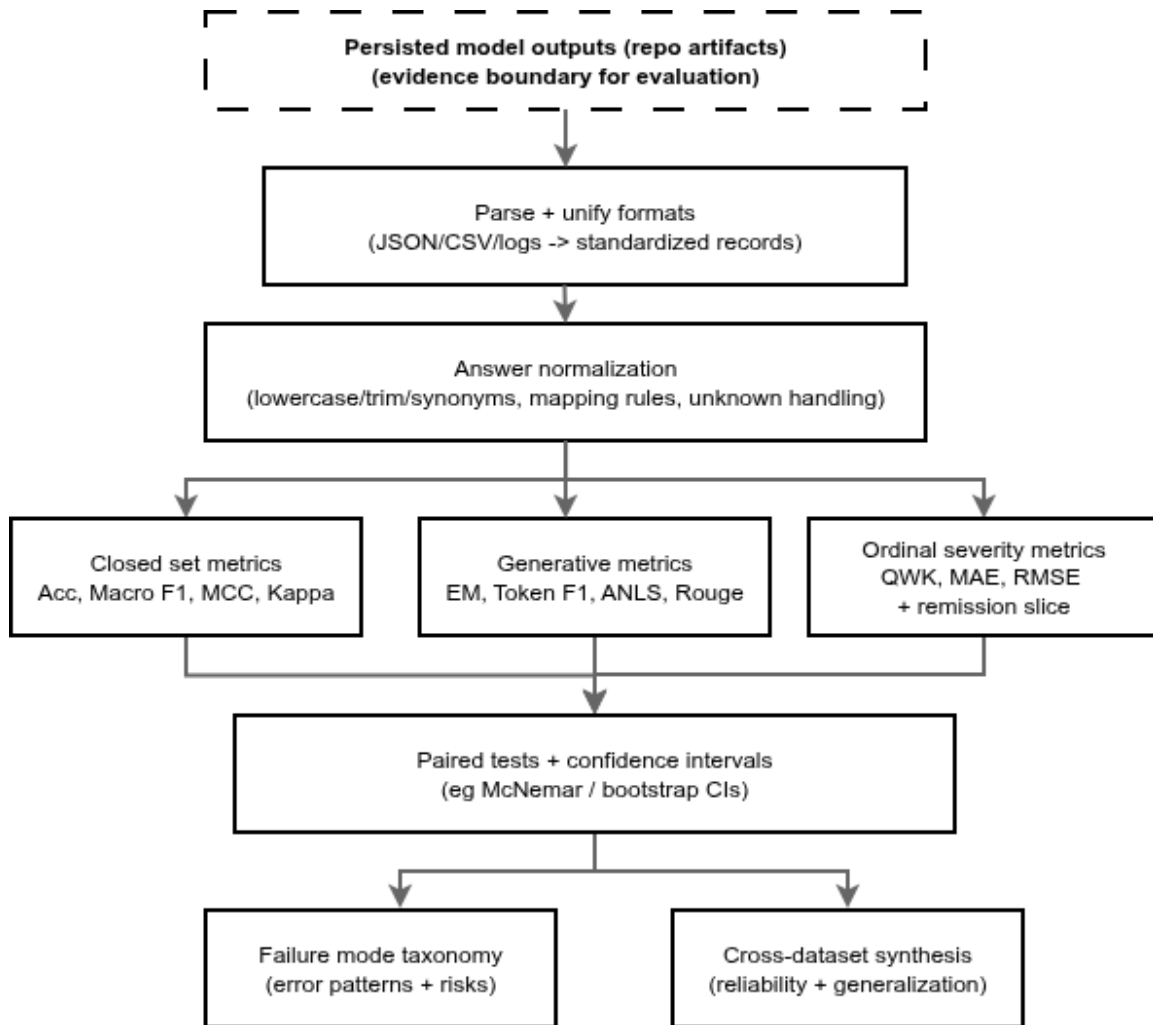 Persisted model outputs (repo artifacts)
(evidence boundary for evaluation)
Parse + unify formats
(JSON/CSV/logs -> standardized records)
Answer normalization
(lowercase/trim/synonyms, mapping rules, unknown handling)
Closed set metrics
Acc, Macro F1, MCC, Kappa
Generative metrics
EM, Token F1, ANLS, Rouge
Ordinal severity metrics
QWK, MAE, RMSE
+ remission slice
Paired tests + confidence intervals
(eg McNemar / bootstrap CIs)
Failure mode taxonomy
(error patterns + risks)
Cross-dataset synthesis
(reliability + generalization)